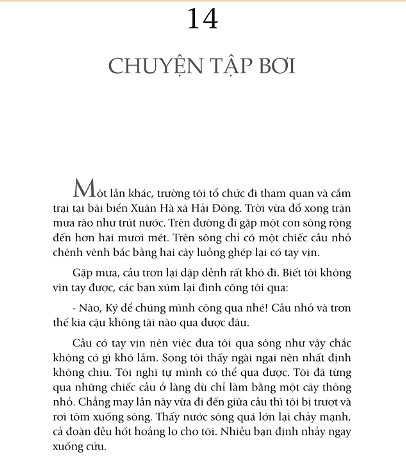 14
CHUYỆN TẬP BƠI
Một lần khác, trường tôi tổ chức đi tham quan và cắm
trại tại bãi biển Xuân Hà xã Hải Đông. Trời vừa đổ xong trận
mưa rào như trút nước. Trên đường đi gặp một con sông rộng
đến hơn hai mươi mét. Trên sông chỉ có một chiếc cầu nhỏ
chênh vênh bắc bằng hai cây luồng ghép lại có tay vịn.
Gặp mưa, cầu trơn lại dập dềnh rất khó đi. Biết tôi không
vịn tay được, các bạn xúm lại định công tôi qua:
- Nào, Ký để chúng mình công qua nhé! Cầu nhỏ và trơn
thế kia cậu không tài nào qua được đâu.
Cầu có tay vịn nên việc đưa tôi qua sông như vậy chắc
không có gì khó lắm. Song tôi thấy ngài ngại nên nhất định
không chịu. Tôi nghĩ tự mình có thể qua được. Tôi đã từng
qua những chiếc cầu ở làng dù chỉ làm bằng một cây thông
nhỏ. Chẳng may lần này vừa đi đến giữa cầu thì tôi bị trượt và
rơi tõm xuống sông. Thấy nước sông quá lớn lại chảy mạnh,
cả đoàn đều hốt hoảng lo cho tôi. Nhiều bạn định nhảy ngay
xuống cứu.